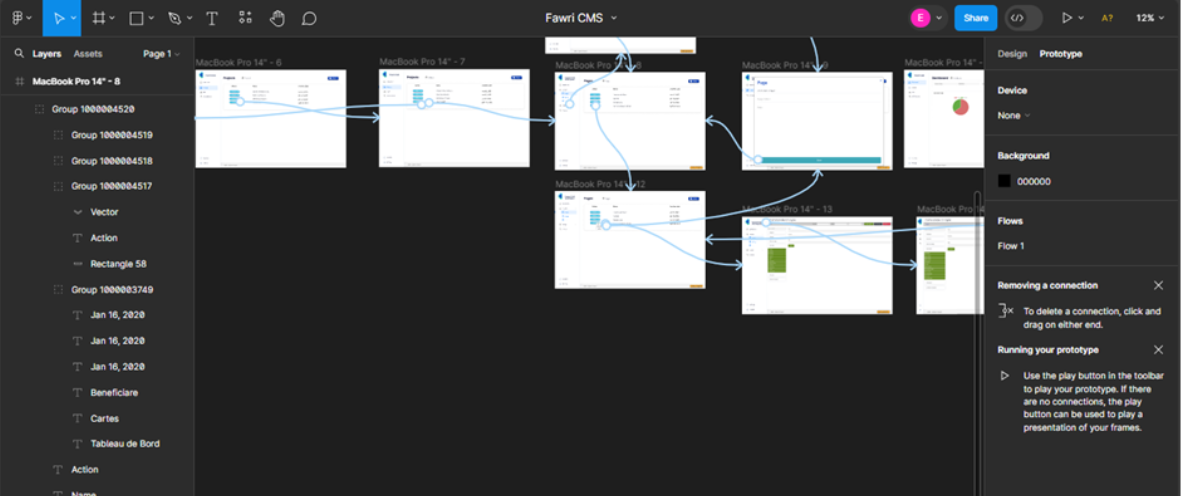 Fawri CMS
E
Share
A?
12%
Layers
Assets
Page 1
Design
Prototype
MacBook Pro 14" - 8
Group 1000004520
Group 1000004519
Group 1000004518
Group 1000004517
Vector
Action
Rectangle 58
Group 1000003749
Jan 16, 2020
Jan 16, 2020
Jan 16, 2020
Beneficiare
Cartes
Tableau de Bord
Action
Name
MacBook Pro 14" - 6
MacBook Pro 14" - 7
MacBook Pro 14" - 8
MacBook Pro 14" - 9
MacBook Pro 14" -
MacBook Pro 14" - 12
MacBook Pro 14" - 13
MacBook Pro 14
Device
None
Background
000000
Flows
Flow 1
Removing a connection
To delete a connection, click and
drag on either end.
Running your prototype
Use the play button in the toolbar
to play your prototype. If there
are no connections, the play
button can be used to play a
presentation of your frames.